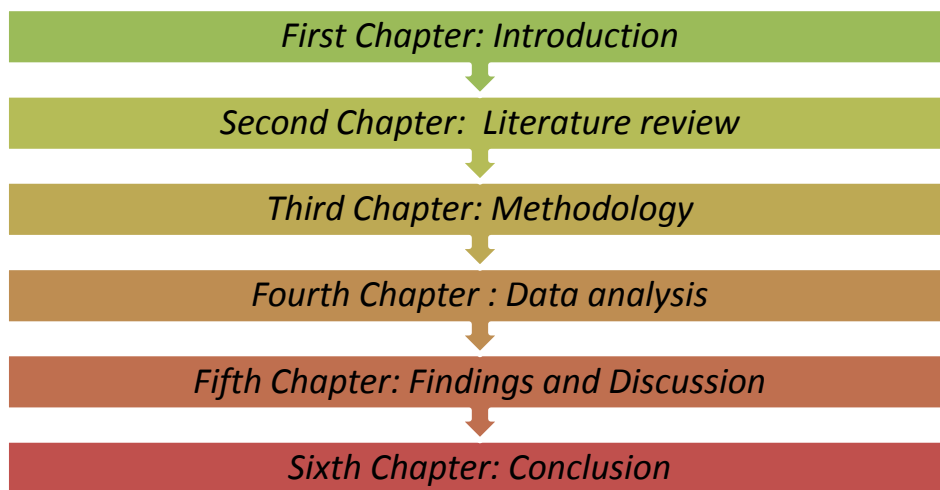 First Chapter: Introduction
Second Chapter:  Literature review
Third Chapter: Methodology
Fourth Chapter : Data analysis
Fifth Chapter: Findings and Discussion
Sixth Chapter: Conclusion